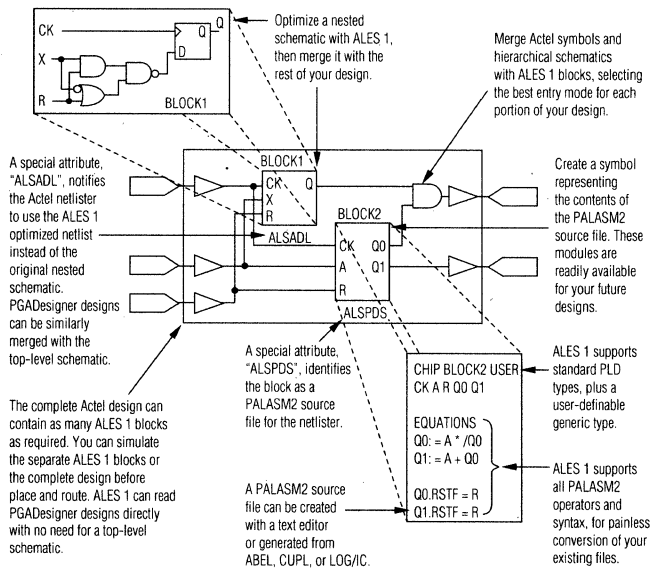 CK
Q
Q
D
X
R
BLOCK1
Optimize a nested
schematic with ALES 1,
then merge it with the
rest of your design.
Merge Actel symbols and
hierarchical schematics
with ALES 1 blocks, selecting
the best entry mode for each
portion of your design.
A special attribute,
“ALSADL”, notifies
the Actel netlister
to use the ALES 1
optimized netlist
instead of the
original nested
schematic.
PGADesigner designs
can be similarly
merged with the
top-level schematic.
BLOCK1
CK
Q
X
R
ALSADL
BLOCK2
CK
Q0
A
Q1
R
ALSPDS
Create a symbol
representing
the contents of
the PALASM2
source file. These
modules are
readily available
for your future
designs.
A special attribute,
“ALSPDS”, identifies
the block as a
PALASM2 source
file for the netlister.
The complete Actel design can
contain as many ALES 1 blocks
as required. You can simulate
the separate ALES 1 blocks or
the complete design before
place and route. ALES 1 can read
PGADesigner designs directly
with no need for a top-level
schematic.
CHIP BLOCK2 USER
CK A R Q0 Q1
EQUATIONS
Q0: = A * /Q0
Q1: = A + Q0
Q0.RSTF = R
Q1.RSTF = R
ALES 1 supports
standard PLD
types, plus a
user-definable
generic type.
A PALASM2 source
file can be created
with a text editor
or generated from
ABEL, CUPL, or LOG/IC.
ALES 1 supports
all PALASM2
operators and
syntax, for painless
conversion of your
existing files.